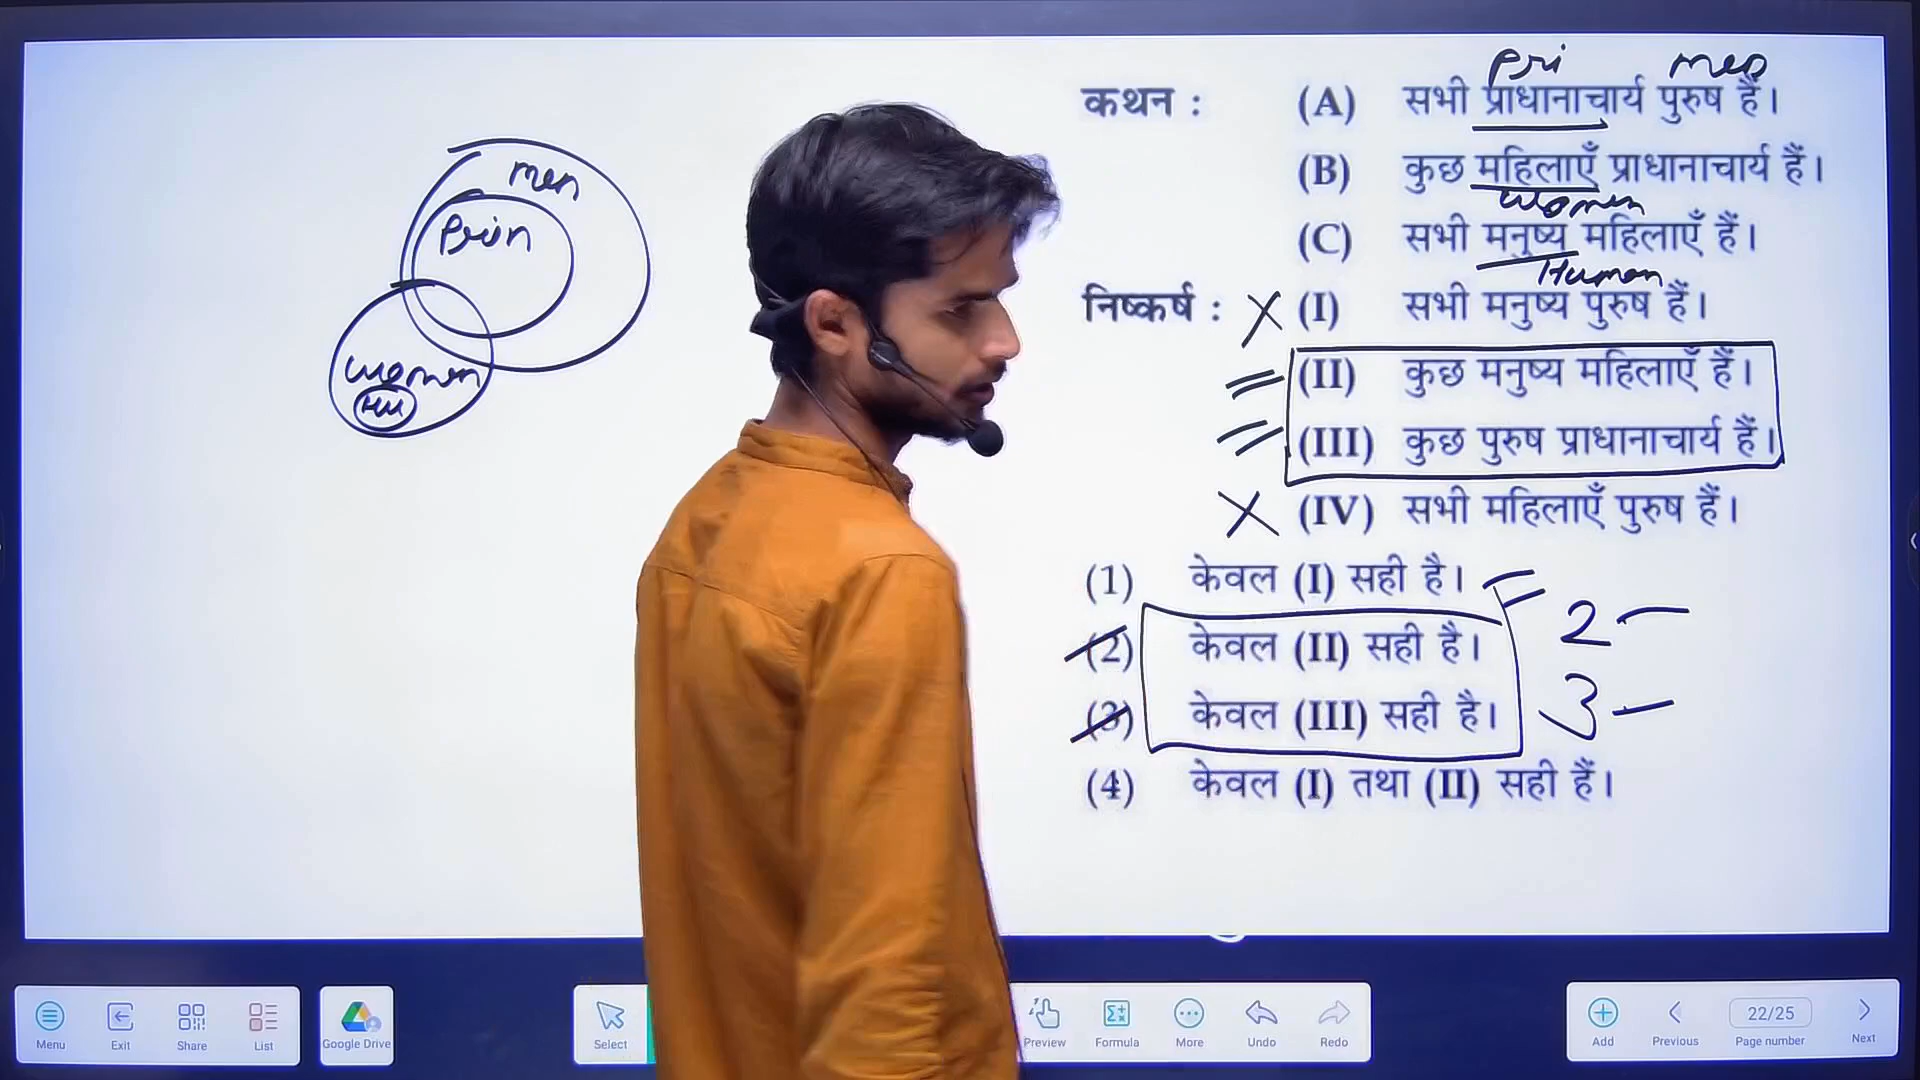 Pri men
कथन : (A) सभी प्राधानाचार्य पुरुष हैं।
(B) कुछ महिलाएँ प्राधानाचार्य हैं।
women
(C) सभी मनुष्य महिलाएँ हैं।
Human
निष्कर्ष : (I) सभी मनुष्य पुरुष हैं।
(II) कुछ मनुष्य महिलाएँ हैं।
(III) कुछ पुरुष प्राधानाचार्य हैं।
(IV) सभी महिलाएँ पुरुष हैं।
(1) केवल (I) सही है।
(2) केवल (II) सही है।
(3) केवल (III) सही है।
(4) केवल (I) तथा (II) सही हैं।
2
3
men
Prin
women
Hu
Menu Exit Share List Google Drive Select Preview Formula More Undo Redo Add Previous 22/25 Page number Next